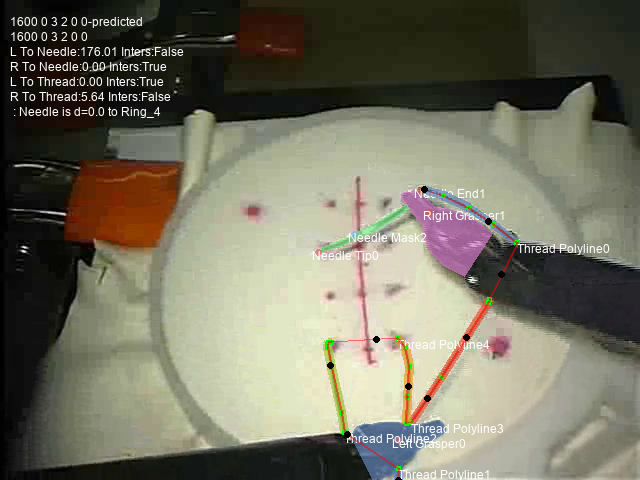 1600 0 3 2 0 0-predicted
1600 0 3 2 0 0
L To Needle:176.01 Inters:False
R To Needle:0.00 Inters:True
L To Thread:0.00 Inters:True
R To Thread:5.64 Inters:False
: Needle is d=0.0 to Ring_4
Needle End1
Right Grasper1
Needle Mask2
Needle Tip0
Thread Polyline0
Thread Polyline4
Thread Polyline3
Thread Polyline2
Left Grasper0
Thread Polyline1